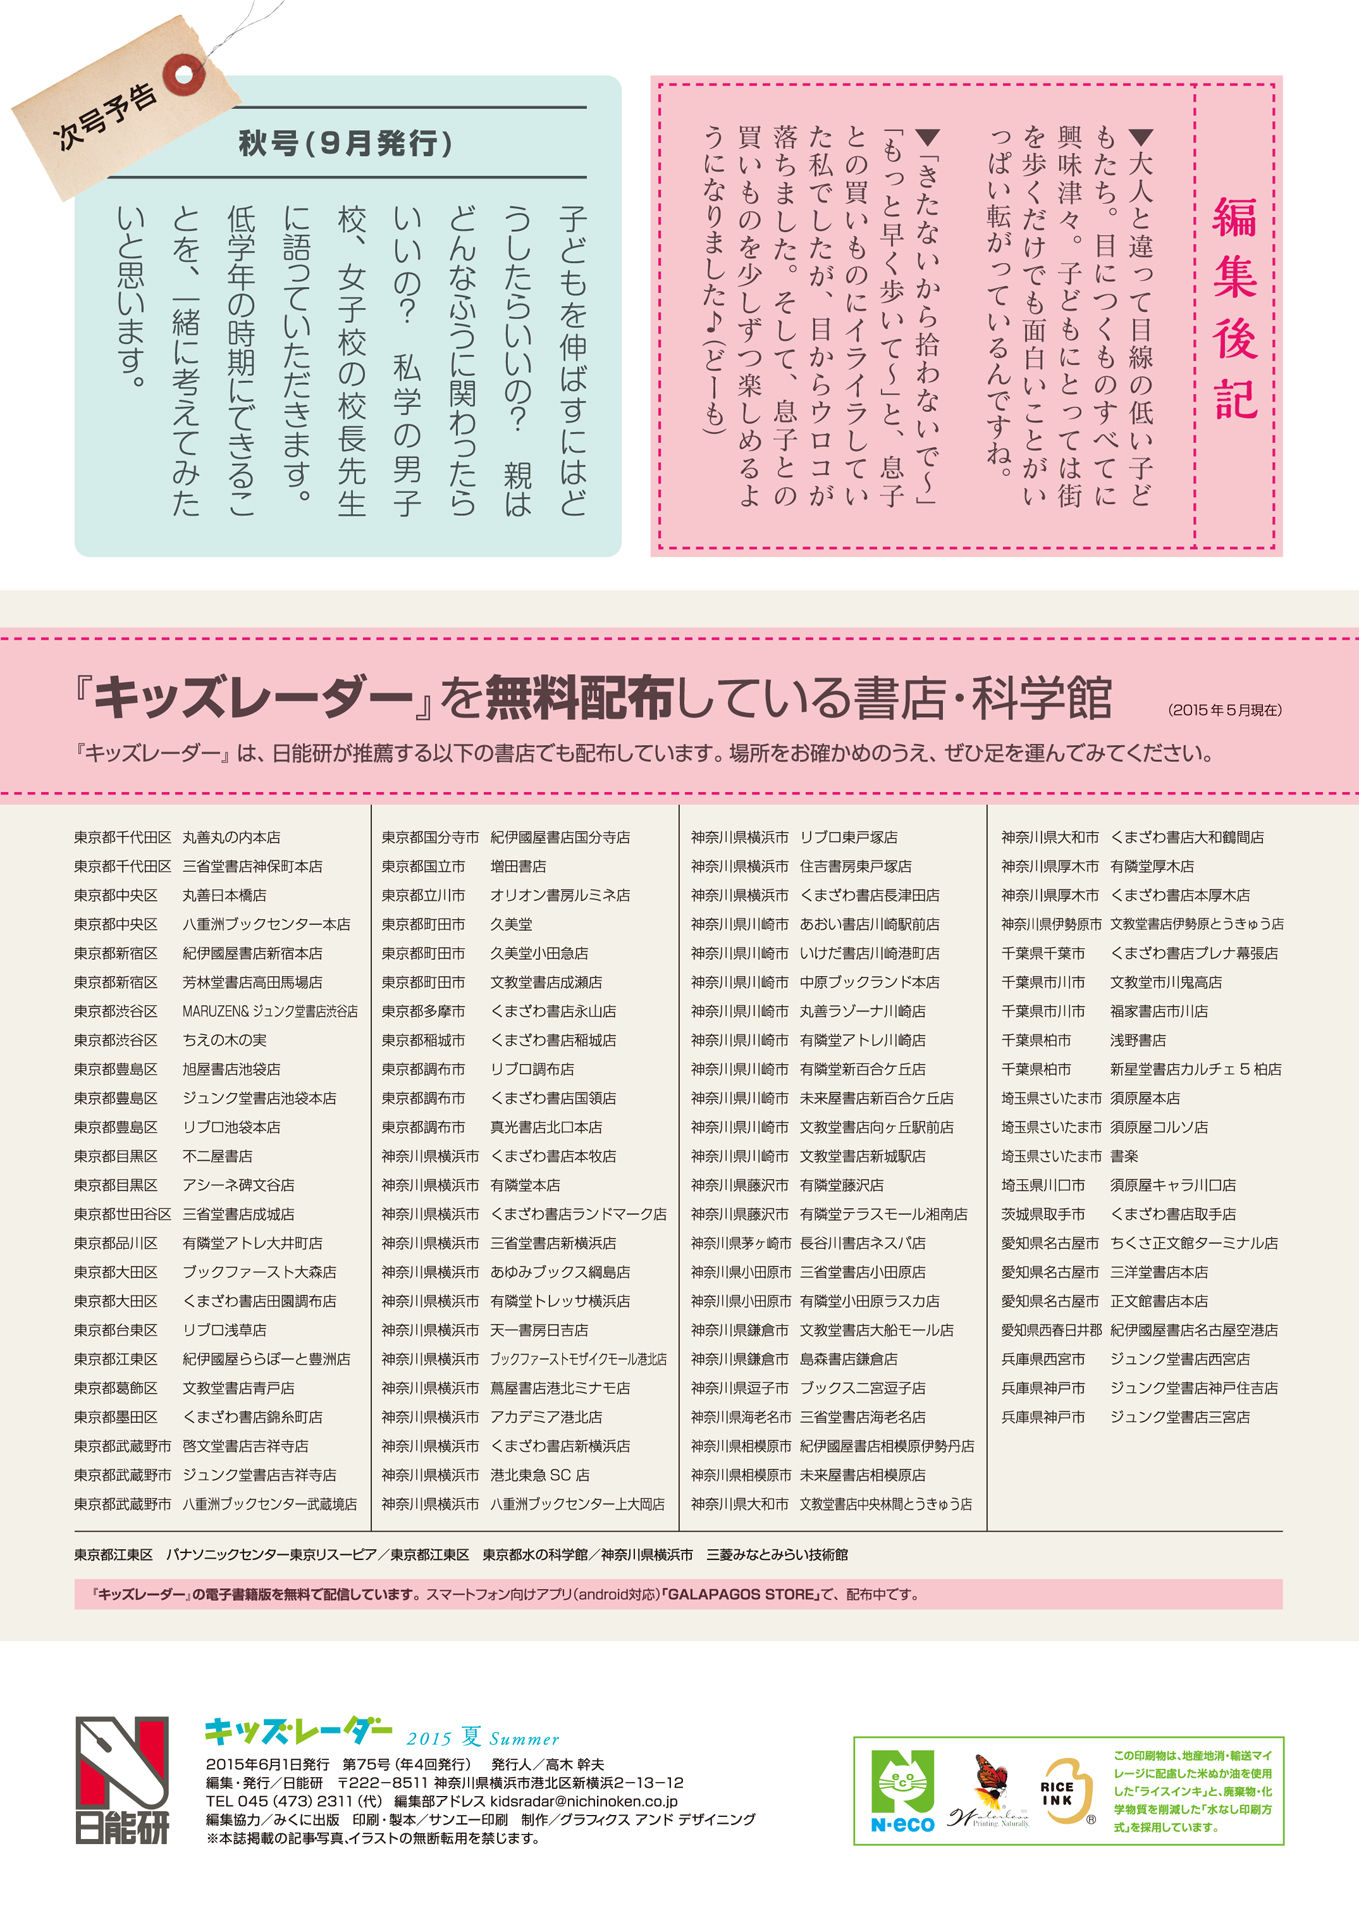 編集後記
▼大人と違って目線の低い子ど
もたち。目につくものすべてに
興味津々。子どもにとっては街
を歩くだけでも面白いことがい
っぱい転がっているんですね。
▼「きたないから拾わないで～」
「もっと早く歩いて～」と、息子
との買いものにイライラしてい
た私でしたが、目からウロコが
落ちました。そして、息子との
買いものを少しずつ楽しめるよ
うになりました♪(どーも)
次号予告
秋号(9月発行)
子どもを伸ばすにはど
うしたらいいの？ 親は
どんなふうに関わったら
いいの？ 私学の男子
校、女子校の校長先生
に語っていただきます。
低学年の時期にできるこ
とを、一緒に考えてみた
いと思います。
『キッズレーダー』を無料配布している書店・科学館 （2015年5月現在）
『キッズレーダー』は、日能研が推薦する以下の書店でも配布しています。場所をお確かめのうえ、ぜひ足を運んでみてください。
東京都千代田区 丸善丸の内本店
東京都千代田区 三省堂書店神保町本店
東京都中央区 丸善日本橋店
東京都中央区 八重洲ブックセンター本店
東京都新宿区 紀伊國屋書店新宿本店
東京都新宿区 芳林堂書店高田馬場店
東京都渋谷区 MARUZEN&ジュンク堂書店渋谷店
東京都渋谷区 ちえの木の実
東京都豊島区 旭屋書店池袋店
東京都豊島区 ジュンク堂書店池袋本店
東京都豊島区 リブロ池袋本店
東京都目黒区 不二屋書店
東京都目黒区 アシーネ碑文谷店
東京都世田谷区 三省堂書店成城店
東京都品川区 有隣堂アトレ大井町店
東京都大田区 ブックファースト大森店
東京都大田区 くまざわ書店田園調布店
東京都台東区 リブロ浅草店
東京都江東区 紀伊國屋ららぽーと豊洲店
東京都葛飾区 文教堂書店青戸店
東京都墨田区 くまざわ書店錦糸町店
東京都武蔵野市 啓文堂書店吉祥寺店
東京都武蔵野市 ジュンク堂書店吉祥寺店
東京都武蔵野市 八重洲ブックセンター武蔵境店
東京都国分寺市 紀伊國屋書店国分寺店
東京都国立市 増田書店
東京都立川市 オリオン書房ルミネ店
東京都町田市 久美堂
東京都町田市 久美堂小田急店
東京都町田市 文教堂書店成瀬店
東京都多摩市 くまざわ書店永山店
東京都稲城市 くまざわ書店稲城店
東京都調布市 リブロ調布店
東京都調布市 くまざわ書店国領店
東京都調布市 真光書店北口本店
神奈川県横浜市 くまざわ書店本牧店
神奈川県横浜市 有隣堂本店
神奈川県横浜市 くまざわ書店ランドマーク店
神奈川県横浜市 三省堂書店新横浜店
神奈川県横浜市 あゆみブックス綱島店
神奈川県横浜市 有隣堂トレッサ横浜店
神奈川県横浜市 天一書房日吉店
神奈川県横浜市 ブックファーストモザイクモール港北店
神奈川県横浜市 蔦屋書店港北ミナモ店
神奈川県横浜市 アカデミア港北店
神奈川県横浜市 くまざわ書店新横浜店
神奈川県横浜市 港北東急SC店
神奈川県横浜市 八重洲ブックセンター上大岡店
神奈川県横浜市 リブロ東戸塚店
神奈川県横浜市 住吉書房東戸塚店
神奈川県横浜市 くまざわ書店長津田店
神奈川県川崎市 あおい書店川崎駅前店
神奈川県川崎市 いけだ書店川崎港町店
神奈川県川崎市 中原ブックランド本店
神奈川県川崎市 丸善ラゾーナ川崎店
神奈川県川崎市 有隣堂アトレ川崎店
神奈川県川崎市 有隣堂新百合ケ丘店
神奈川県川崎市 未来屋書店新百合ケ丘店
神奈川県川崎市 文教堂書店向ヶ丘駅前店
神奈川県川崎市 文教堂書店新城駅店
神奈川県藤沢市 有隣堂藤沢店
神奈川県藤沢市 有隣堂テラスモール湘南店
神奈川県茅ヶ崎市 長谷川書店ネスパ店
神奈川県小田原市 三省堂書店小田原店
神奈川県小田原市 有隣堂小田原ラスカ店
神奈川県鎌倉市 文教堂書店大船モール店
神奈川県鎌倉市 島森書店鎌倉店
神奈川県逗子市 ブックス二宮逗子店
神奈川県海老名市 三省堂書店海老名店
神奈川県相模原市 紀伊國屋書店相模原伊勢丹店
神奈川県相模原市 未来屋書店相模原店
神奈川県大和市 文教堂書店中央林間とうきゅう店
神奈川県大和市 くまざわ書店大和鶴間店
神奈川県厚木市 有隣堂厚木店
神奈川県厚木市 くまざわ書店本厚木店
神奈川県伊勢原市 文教堂書店伊勢原とうきゅう店
千葉県千葉市 くまざわ書店プレナ幕張店
千葉県市川市 文教堂市川鬼高店
千葉県市川市 福家書店市川店
千葉県柏市 浅野書店
千葉県柏市 新星堂書店カルチェ5柏店
埼玉県さいたま市 須原屋本店
埼玉県さいたま市 須原屋コルソ店
埼玉県さいたま市 書楽
埼玉県川口市 須原屋キャラ川口店
茨城県取手市 くまざわ書店取手店
愛知県名古屋市 ちくさ正文館ターミナル店
愛知県名古屋市 三洋堂書店本店
愛知県名古屋市 正文館書店本店
愛知県西春日井郡 紀伊國屋書店名古屋空港店
兵庫県西宮市 ジュンク堂書店西宮店
兵庫県神戸市 ジュンク堂書店神戸住吉店
兵庫県神戸市 ジュンク堂書店三宮店
東京都江東区 パナソニックセンター東京リスーピア／東京都江東区 東京都水の科学館／神奈川県横浜市 三菱みなとみらい技術館
『キッズレーダー』の電子書籍版を無料で配信しています。スマートフォン向けアプリ（android対応）「GALAPAGOS STORE」で、配布中です。
日能研
キッズレーダー 2015 夏 Summer
2015年6月1日発行 第75号（年4回発行） 発行人／高木 幹夫
編集・発行／日能研 〒222−8511 神奈川県横浜市港北区新横浜2−13−12
TEL 045（473）2311（代） 編集部アドレス kidsradar@nichinoken.co.jp
編集協力／みくに出版 印刷・製本／サンエー印刷 制作／グラフィクス アンド デザイニング
※本誌掲載の記事写真、イラストの無断転用を禁じます。
N-eco
Waterless
Printing. Naturally.
RICE
INK
®
この印刷物は、地産地消・輸送マイ
レージに配慮した米ぬか油を使用
した「ライスインキ」と、廃棄物・化
学物質を削減した「水なし印刷方
式」を採用しています。